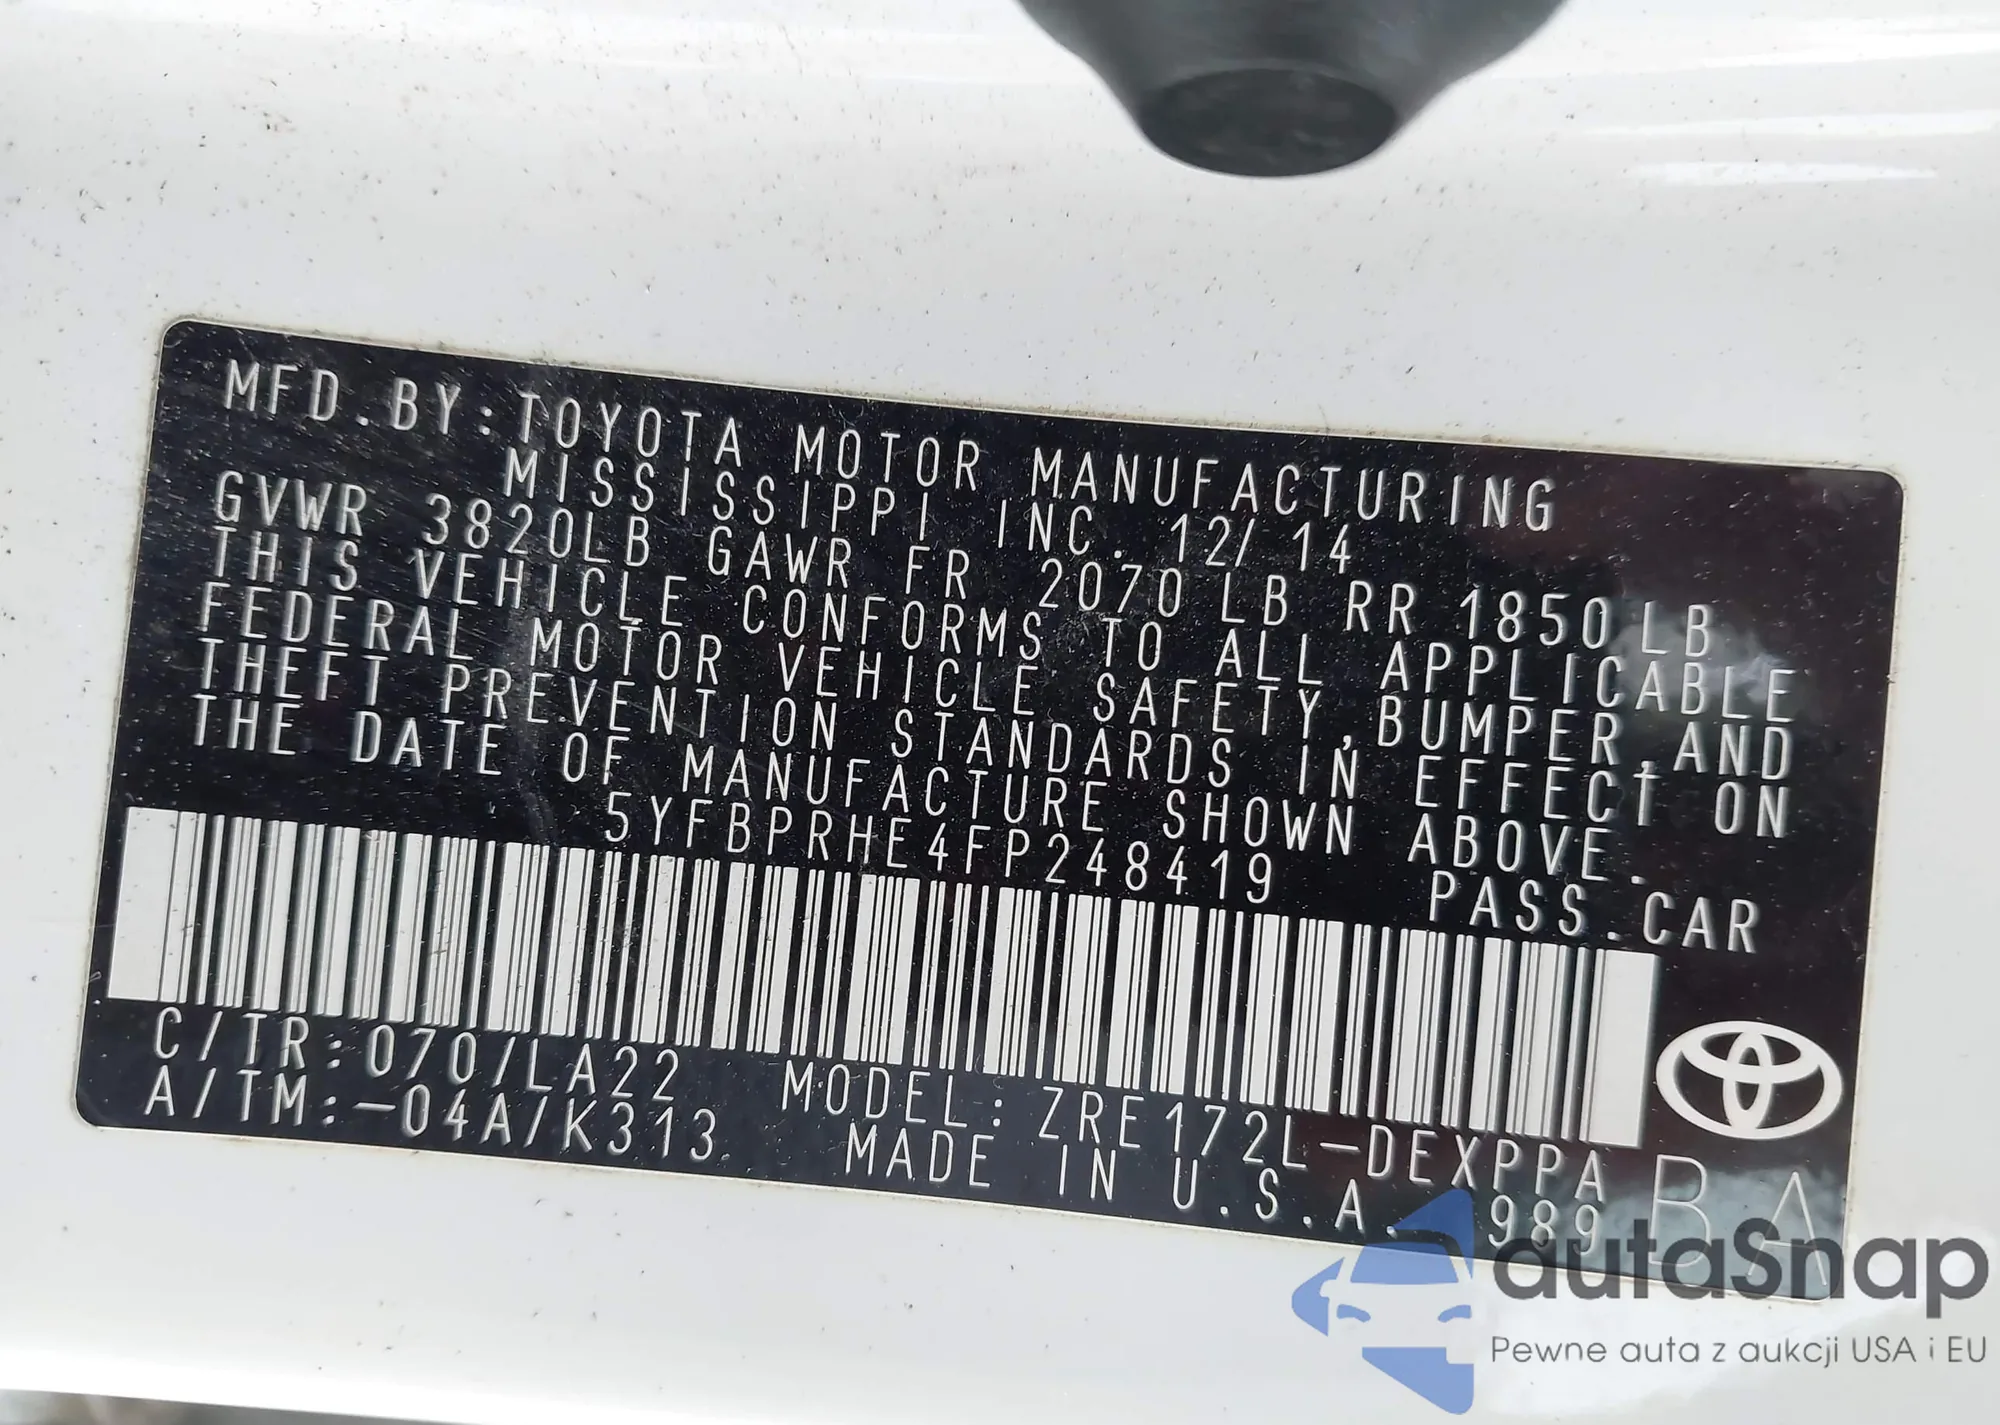 MFD.BY:TOYOTA MOTOR MANUFACTURING
MISSISSIPPI INC. 12/14
GVWR 3820LB GAWR FR 2070LB RR 1850LB
THIS VEHICLE CONFORMS TO ALL APPLICABLE
FEDERAL MOTOR VEHICLE SAFETY,BUMPER,AND
THEFT PREVENTION STANDARDS IN EFFECT ON
THE DATE OF MANUFACTURE SHOWN ABOVE.
5YFBPRHE4FP248419 PASS.CAR
C/TR:070/LA22 MODEL:ZRE172L-DEXPPA
A/TM:-04A/K313 MADE IN U.S.A. 989 BA
autaSnap
Pewne auta z aukcji USA i EU